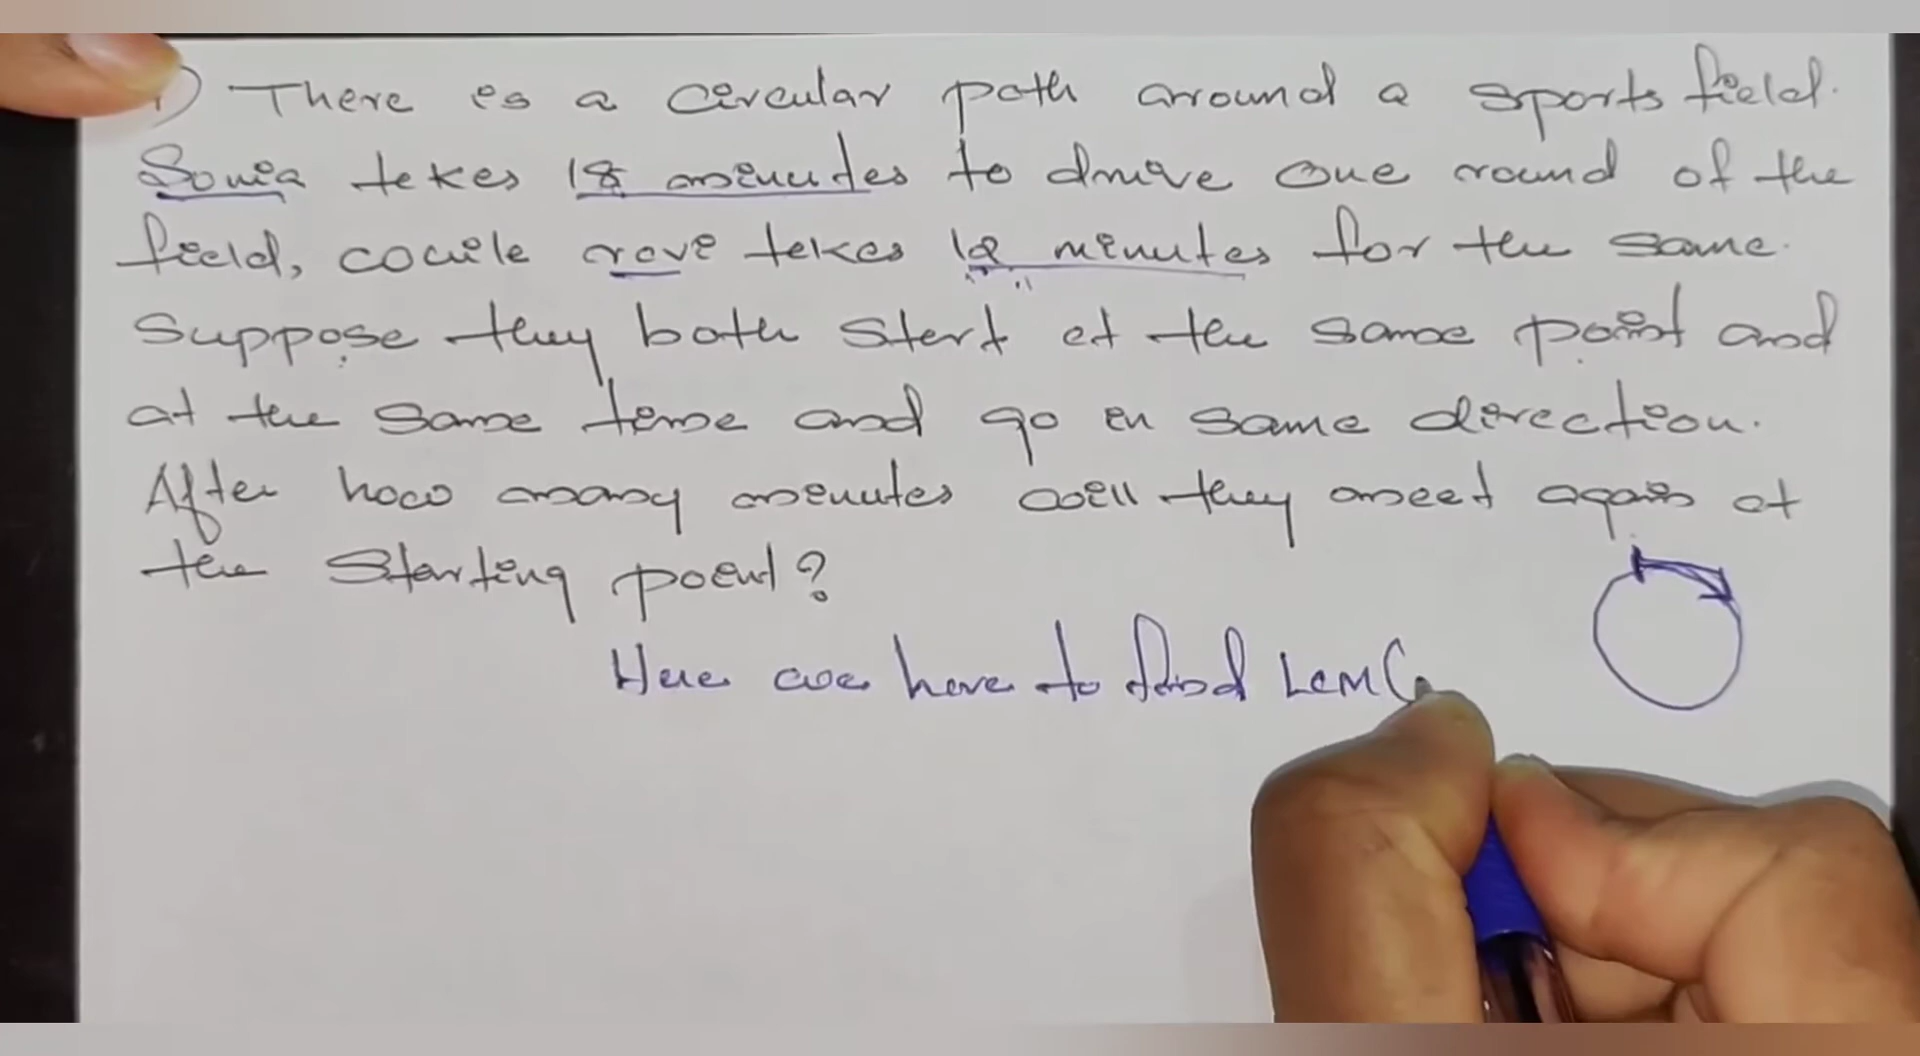 1) There is a circular path around a sports field.
Sonia takes 18 minutes to drive one round of the
field, while ravi takes 12 minutes for the same.
Suppose they both start at the same point and
at the same time and go in same direction.
After how many minutes will they meet again at
the starting point?
Here we have to find LCM(